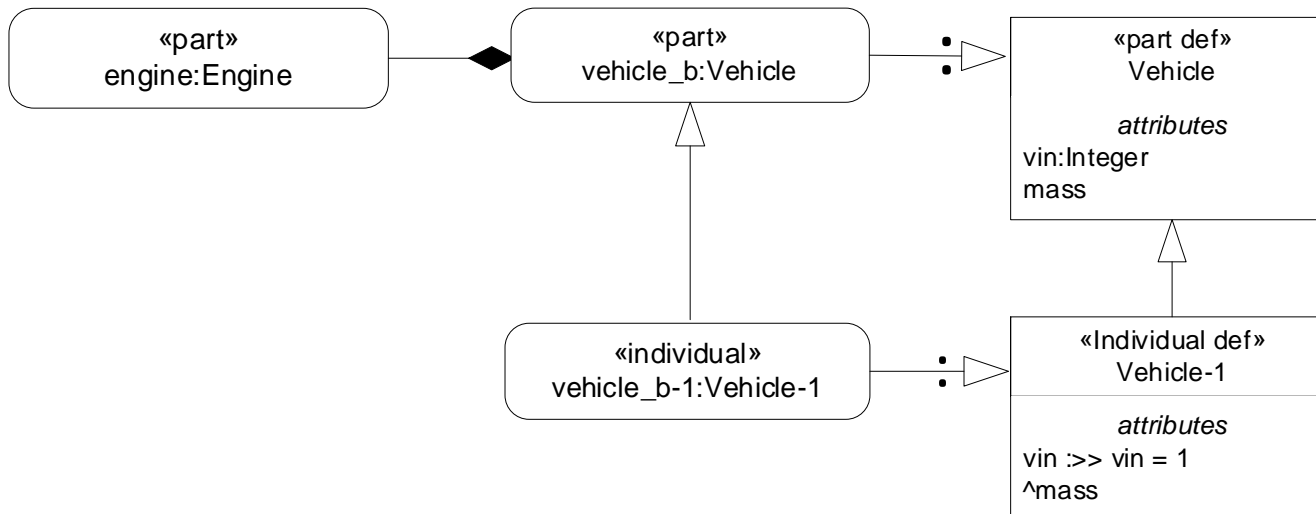 «part»
engine:Engine
«part»
vehicle_b:Vehicle
«part def»
Vehicle
attributes
vin:Integer
mass
«individual»
vehicle_b-1:Vehicle-1
«Individual def»
Vehicle-1
attributes
vin :>> vin = 1
^mass